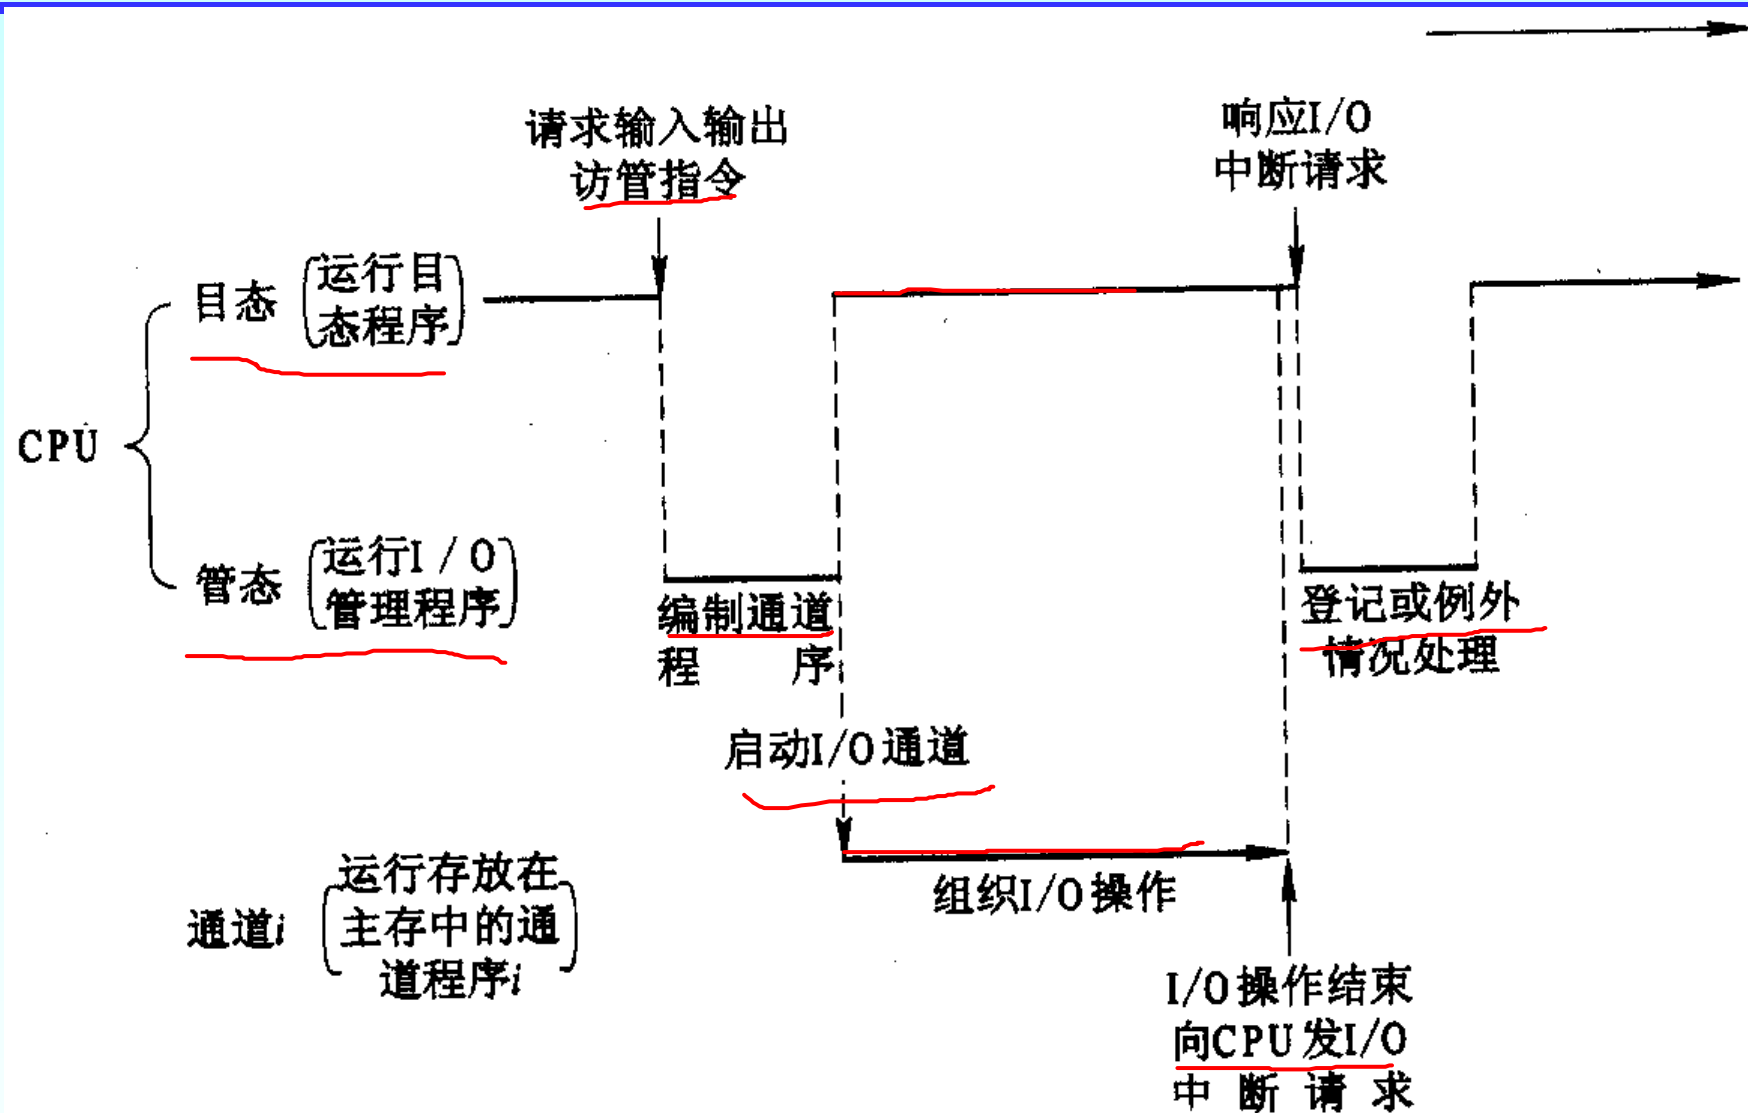 请求输入输出
访管指令
响应I/O
中断请求
目态
运行目
态程序
CPU
管态
运行I/O
管理程序
编制通道
程 序
登记或例外
情况处理
启动I/O通道
组织I/O操作
通道i
运行存放在
主存中的通
道程序i
I/O操作结束
向CPU发I/O
中断请求